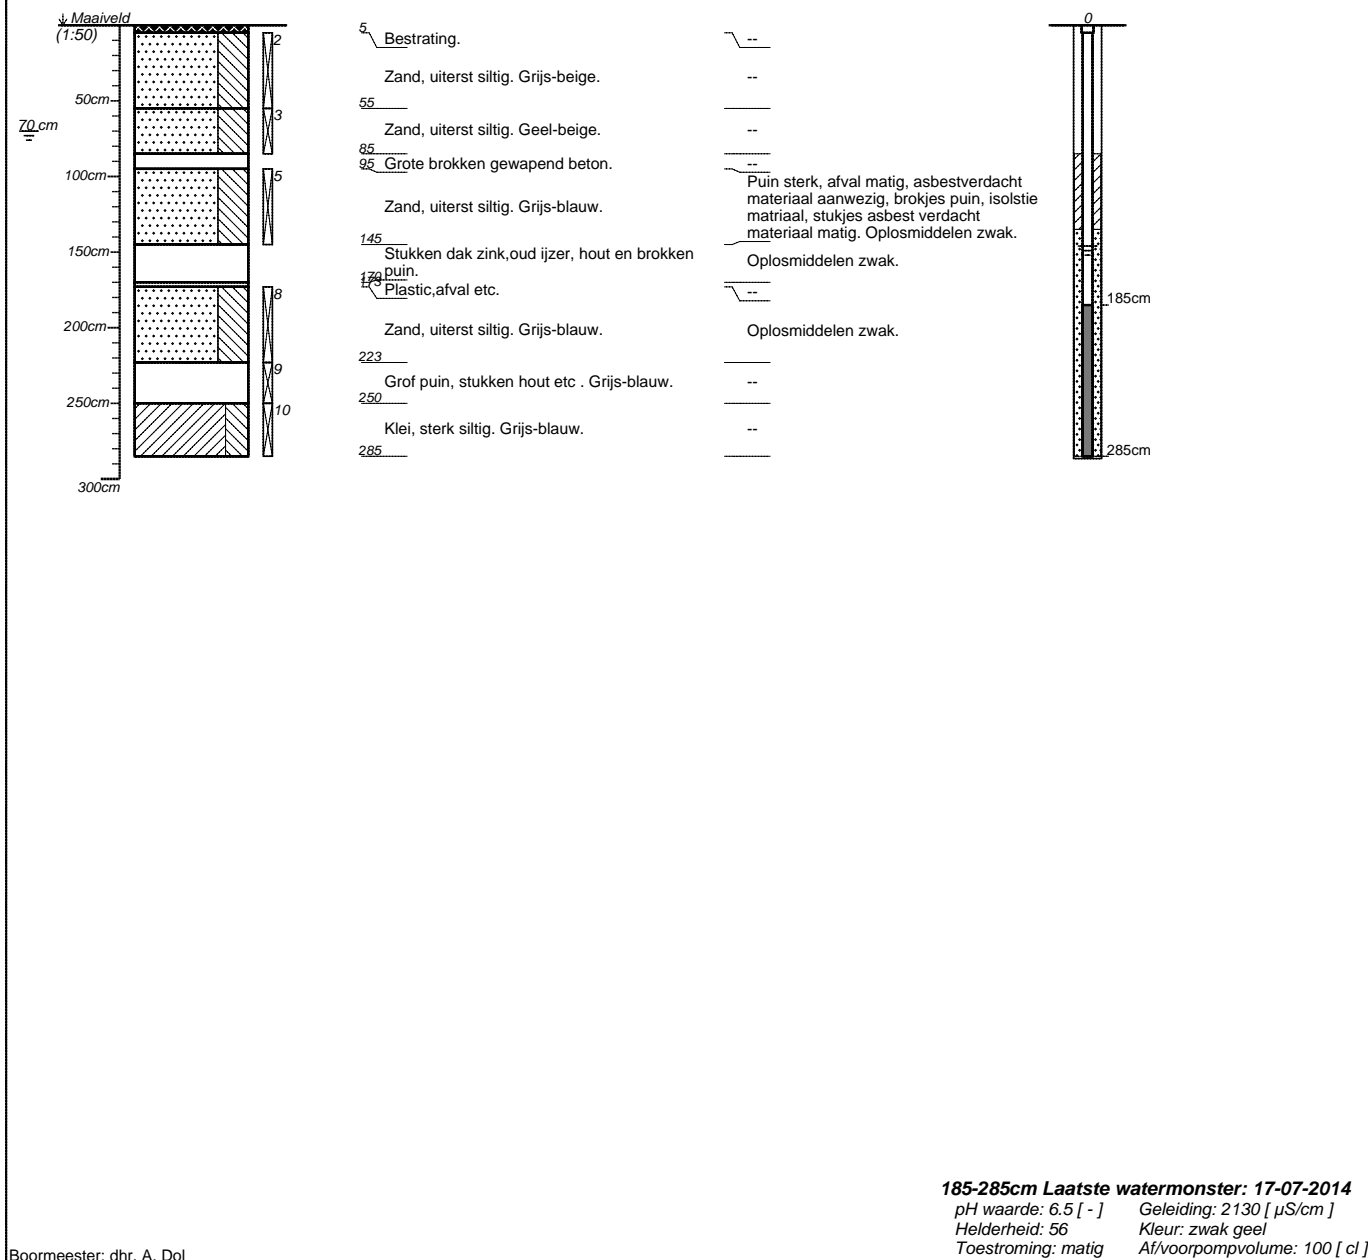 Maaiveld
(1:50)
50cm
70 cm
100cm
150cm
200cm
250cm
300cm
2
3
5
8
9
10
5
Bestrating.
--
Zand, uiterst siltig. Grijs-beige.
--
55
Zand, uiterst siltig. Geel-beige.
--
85
95
Grote brokken gewapend beton.
--
Zand, uiterst siltig. Grijs-blauw.
Puin sterk, afval matig, asbestverdacht
materiaal aanwezig, brokjes puin, isolstie
matriaal, stukjes asbest verdacht
materiaal matig. Oplosmiddelen zwak.
145
Stukken dak zink,oud ijzer, hout en brokken
puin.
Oplosmiddelen zwak.
170
173
Plastic,afval etc.
--
Zand, uiterst siltig. Grijs-blauw.
Oplosmiddelen zwak.
223
Grof puin, stukken hout etc . Grijs-blauw.
--
250
Klei, sterk siltig. Grijs-blauw.
--
285
0
185cm
285cm
185-285cm Laatste watermonster: 17-07-2014
pH waarde: 6.5 [ - ] Geleiding: 2130 [ µS/cm ]
Helderheid: 56 Kleur: zwak geel
Toestroming: matig Af/voorpompvolume: 100 [ cl ]
Boormeester: dhr. A. Dol